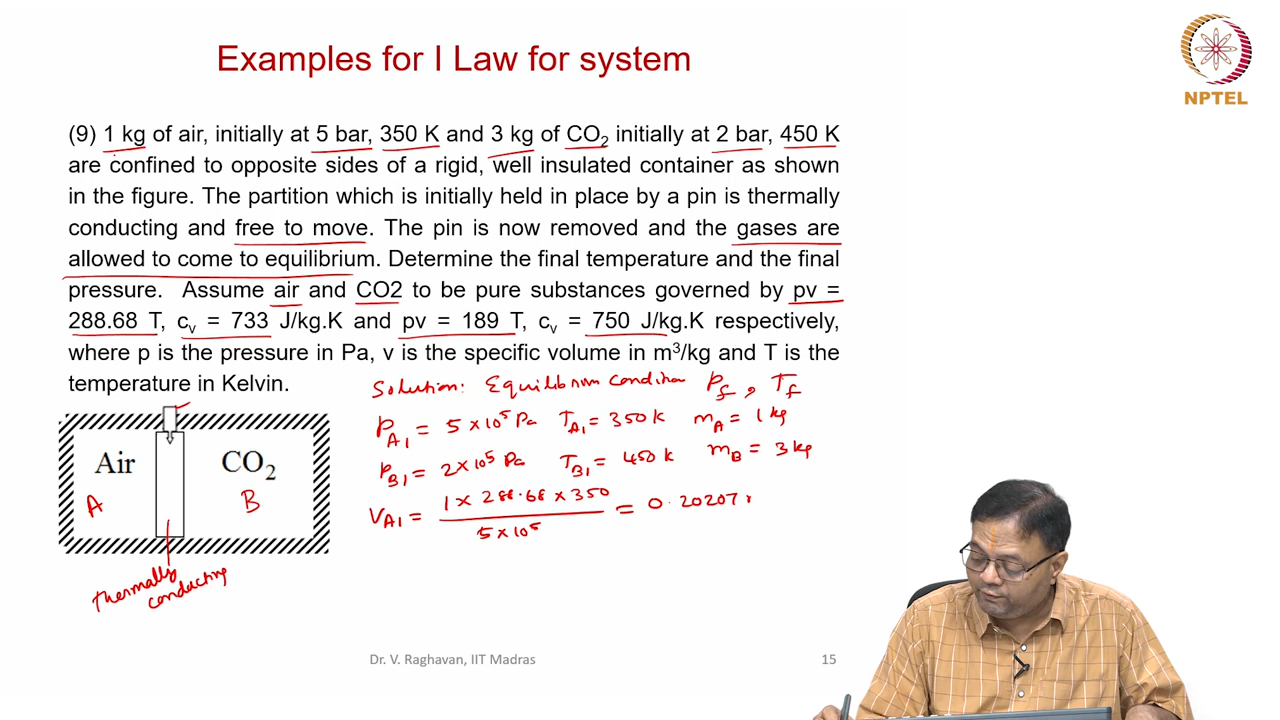 Examples for I Law for system
NPTEL
(9) 1 kg of air, initially at 5 bar, 350 K and 3 kg of CO2 initially at 2 bar, 450 K
are confined to opposite sides of a rigid, well insulated container as shown
in the figure. The partition which is initially held in place by a pin is thermally
conducting and free to move. The pin is now removed and the gases are
allowed to come to equilibrium. Determine the final temperature and the final
pressure. Assume air and CO2 to be pure substances governed by pv =
288.68 T, cv = 733 J/kg.K and pv = 189 T, cv = 750 J/kg.K respectively,
where p is the pressure in Pa, v is the specific volume in m³/kg and T is the
temperature in Kelvin.
Solution: Equilibrium Condition Pf, Tf
PA1 = 5 × 10⁵ Pa TA1 = 350 K mA = 1 kg
PB1 = 2 × 10⁵ Pa TB1 = 450 K mB = 3 kg
VA1 = 1 × 288.68 × 350 / 5 × 10⁵ = 0.20207
Air CO2
A B
thermally
conducting
Dr. V. Raghavan, IIT Madras 15